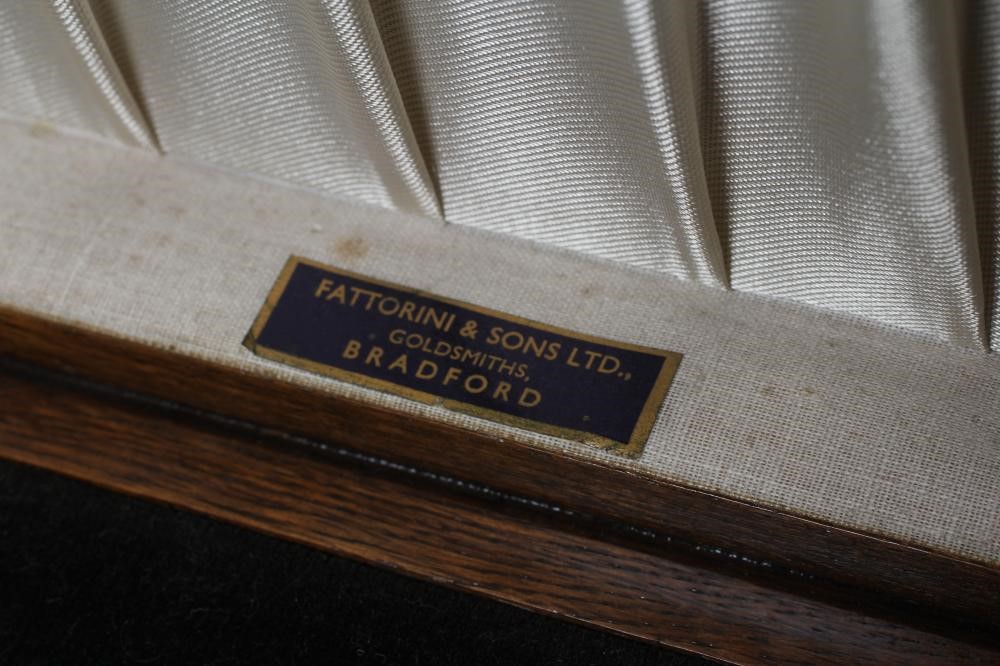 FATTORINI & SONS LTD.,
GOLDSMITHS,
BRADFORD